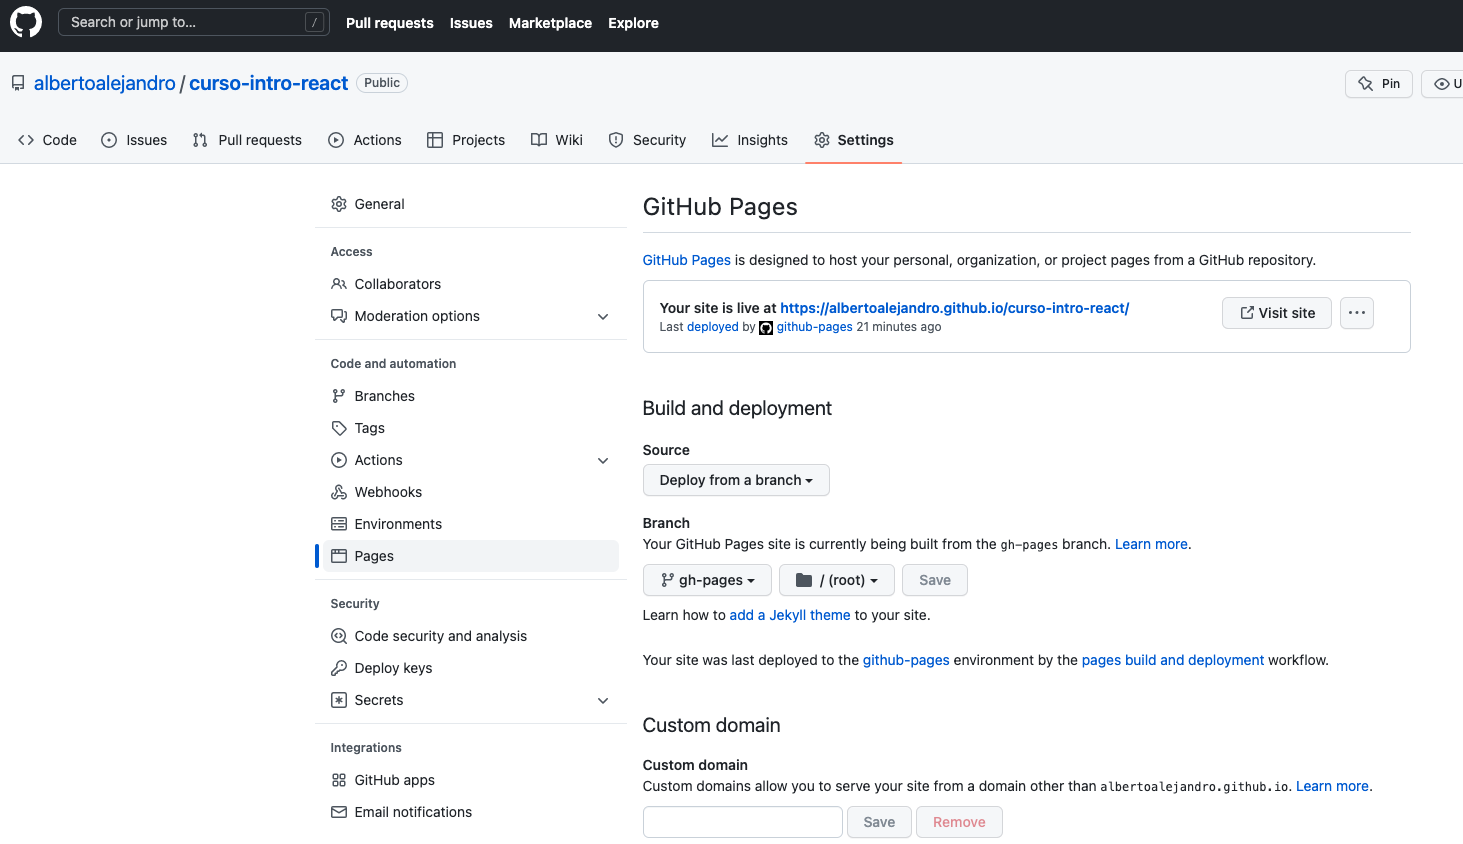 Search or jump to... /
Pull requests Issues Marketplace Explore
albertoalejandro / curso-intro-react Public
Pin
U
Code Issues Pull requests Actions Projects Wiki Security Insights Settings
General
Access
Collaborators
Moderation options
Code and automation
Branches
Tags
Actions
Webhooks
Environments
Pages
Security
Code security and analysis
Deploy keys
Secrets
Integrations
GitHub apps
Email notifications
GitHub Pages
GitHub Pages is designed to host your personal, organization, or project pages from a GitHub repository.
Your site is live at https://albertoalejandro.github.io/curso-intro-react/
Last deployed by github-pages 21 minutes ago
Visit site
Build and deployment
Source
Deploy from a branch
Branch
Your GitHub Pages site is currently being built from the gh-pages branch. Learn more.
gh-pages / (root) Save
Learn how to add a Jekyll theme to your site.
Your site was last deployed to the github-pages environment by the pages build and deployment workflow.
Custom domain
Custom domain
Custom domains allow you to serve your site from a domain other than albertoalejandro.github.io. Learn more.
Save Remove